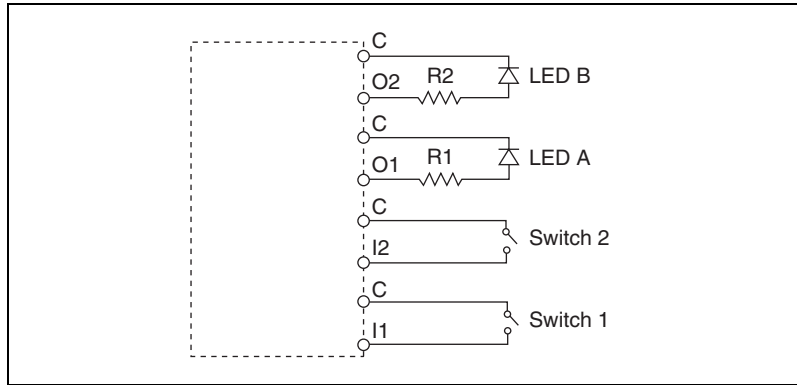 C
O2 R2 LED B
C
O1 R1 LED A
C
I2 Switch 2
C
I1 Switch 1